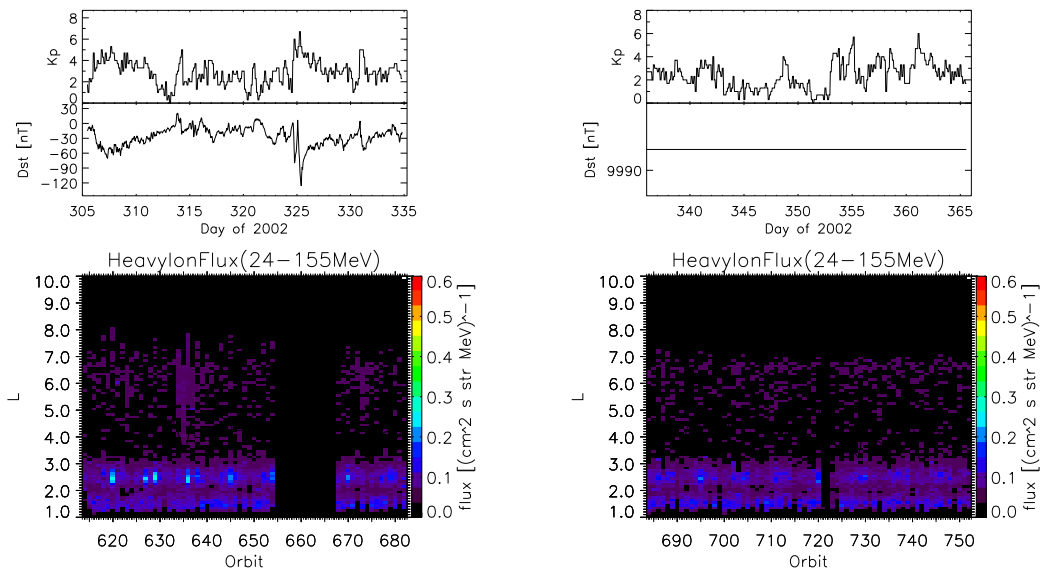 8
6
4
2
0
Kp
30
0
−30
−60
−90
−120
Dst [nT]
305 310 315 320 325 330 335
Day of 2002
HeavyIonFlux(24−155MeV)
10.0
9.0
8.0
7.0
6.0
5.0
4.0
3.0
2.0
1.0
L
620 630 640 650 660 670 680
Orbit
0.6
0.5
0.4
0.3
0.2
0.1
0.0
flux [(cm^2 s str MeV)^−1]
8
6
4
2
0
Kp
9990
Dst [nT]
340 345 350 355 360 365
Day of 2002
HeavyIonFlux(24−155MeV)
10.0
9.0
8.0
7.0
6.0
5.0
4.0
3.0
2.0
1.0
L
690 700 710 720 730 740 750
Orbit
0.6
0.5
0.4
0.3
0.2
0.1
0.0
flux [(cm^2 s str MeV)^−1]